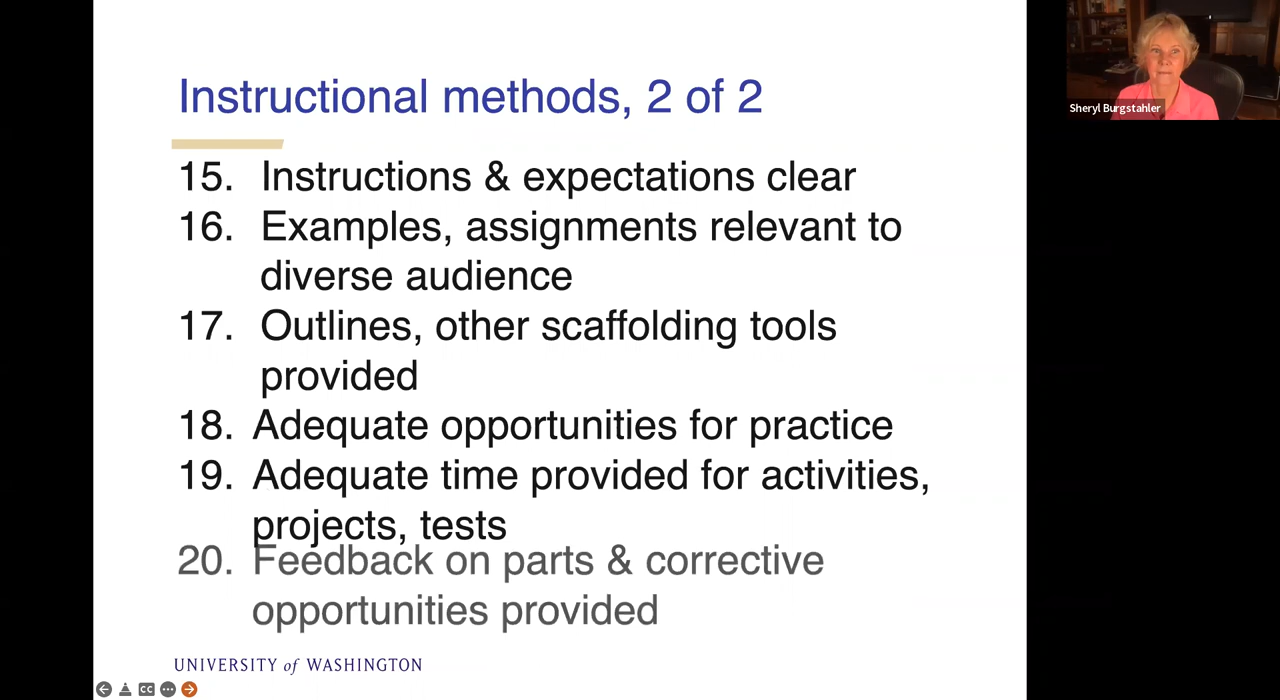 Instructional methods, 2 of 2
Sheryl Burgstahler
15. Instructions & expectations clear
16. Examples, assignments relevant to
diverse audience
17. Outlines, other scaffolding tools
provided
18. Adequate opportunities for practice
19. Adequate time provided for activities,
projects, tests
20. Feedback on parts & corrective
opportunities provided
UNIVERSITY of WASHINGTON
CC